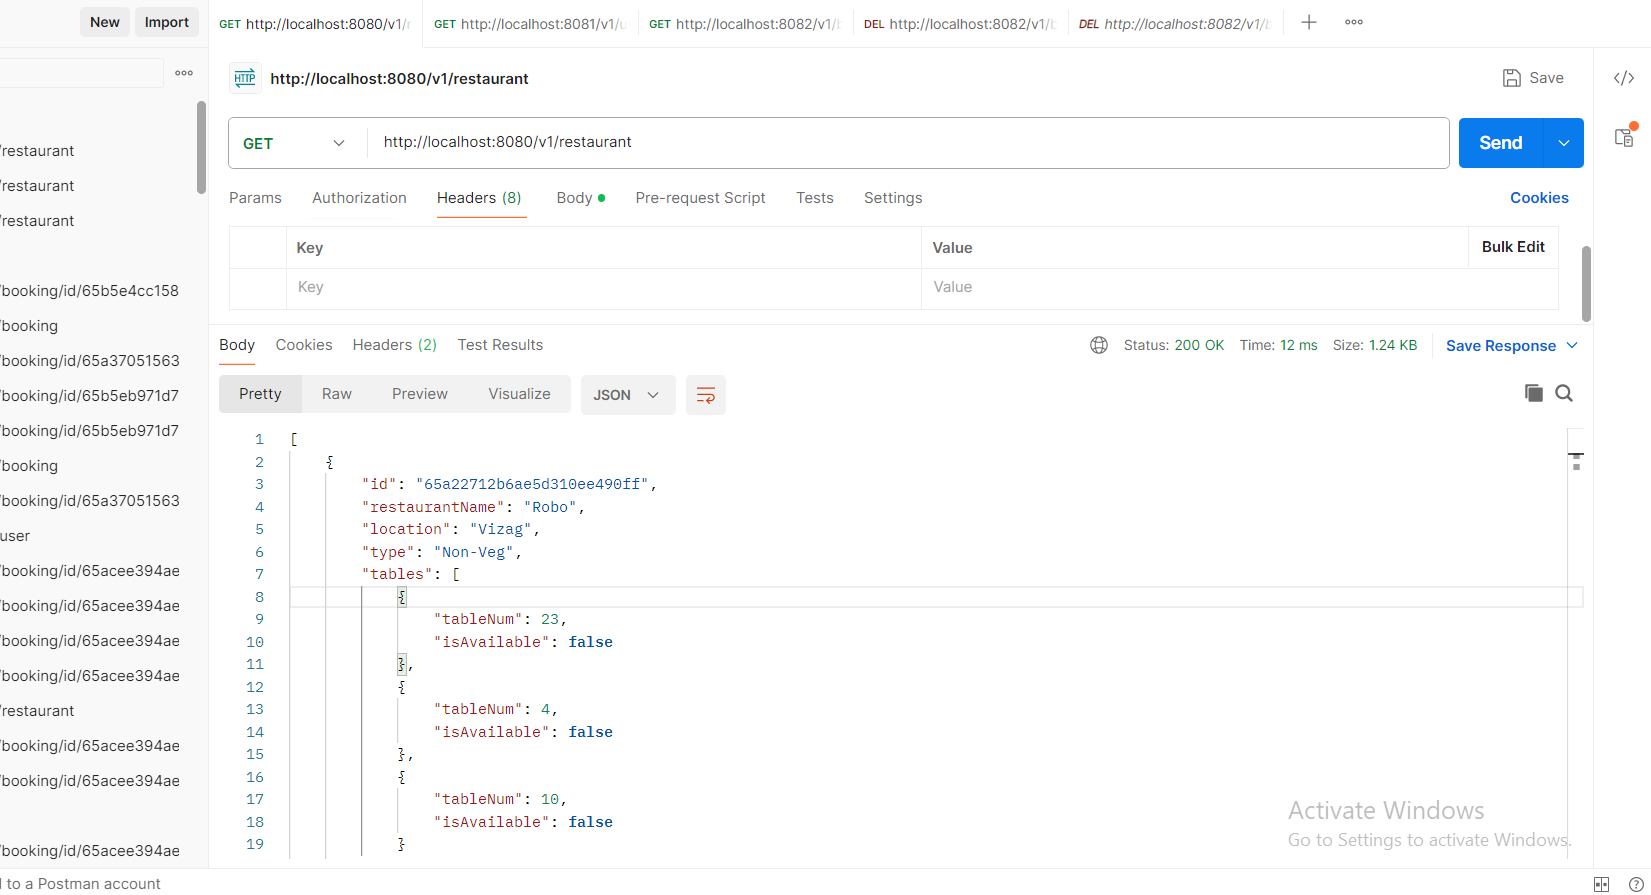 New Import
GET http://localhost:8080/v1/r GET http://localhost:8081/v1/u GET http://localhost:8082/v1/b DEL http://localhost:8082/v1/b DEL http://localhost:8082/v1/b
HTTP http://localhost:8080/v1/restaurant Save </>
GET http://localhost:8080/v1/restaurant Send
Params Authorization Headers (8) Body Pre-request Script Tests Settings Cookies
Key Value Bulk Edit
Key Value
Body Cookies Headers (2) Test Results Status: 200 OK Time: 12 ms Size: 1.24 KB Save Response
Pretty Raw Preview Visualize JSON
1 [
2 {
3 "id": "65a22712b6ae5d310ee490ff",
4 "restaurantName": "Robo",
5 "location": "Vizag",
6 "type": "Non-Veg",
7 "tables": [
8 {
9 "tableNum": 23,
10 "isAvailable": false
11 },
12 {
13 "tableNum": 4,
14 "isAvailable": false
15 },
16 {
17 "tableNum": 10,
18 "isAvailable": false
19 }
/restaurant
/restaurant
/restaurant
/booking/id/65b5e4cc158
/booking
/booking/id/65a37051563
/booking/id/65b5eb971d7
/booking/id/65b5eb971d7
/booking
/booking/id/65a37051563
user
/booking/id/65acee394ae
/booking/id/65acee394ae
/booking/id/65acee394ae
/booking/id/65acee394ae
/restaurant
/booking/id/65acee394ae
/booking/id/65acee394ae
/booking/id/65acee394ae
Activate Windows
Go to Settings to activate Windows.
to a Postman account